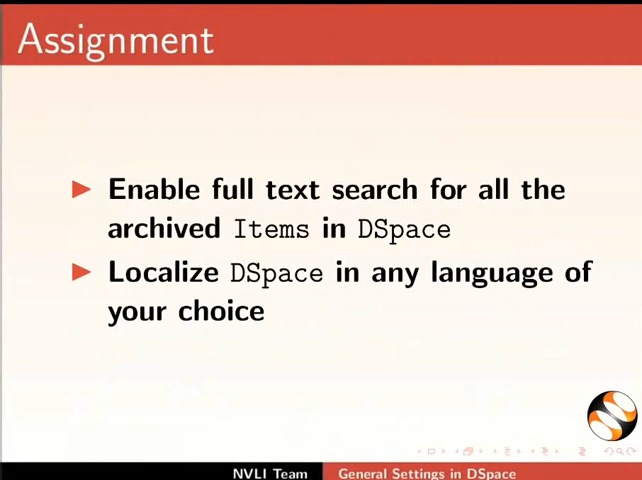 Assignment
Enable full text search for all the
archived Items in DSpace
Localize DSpace in any language of
your choice
NVLI Team General Settings in DSpace